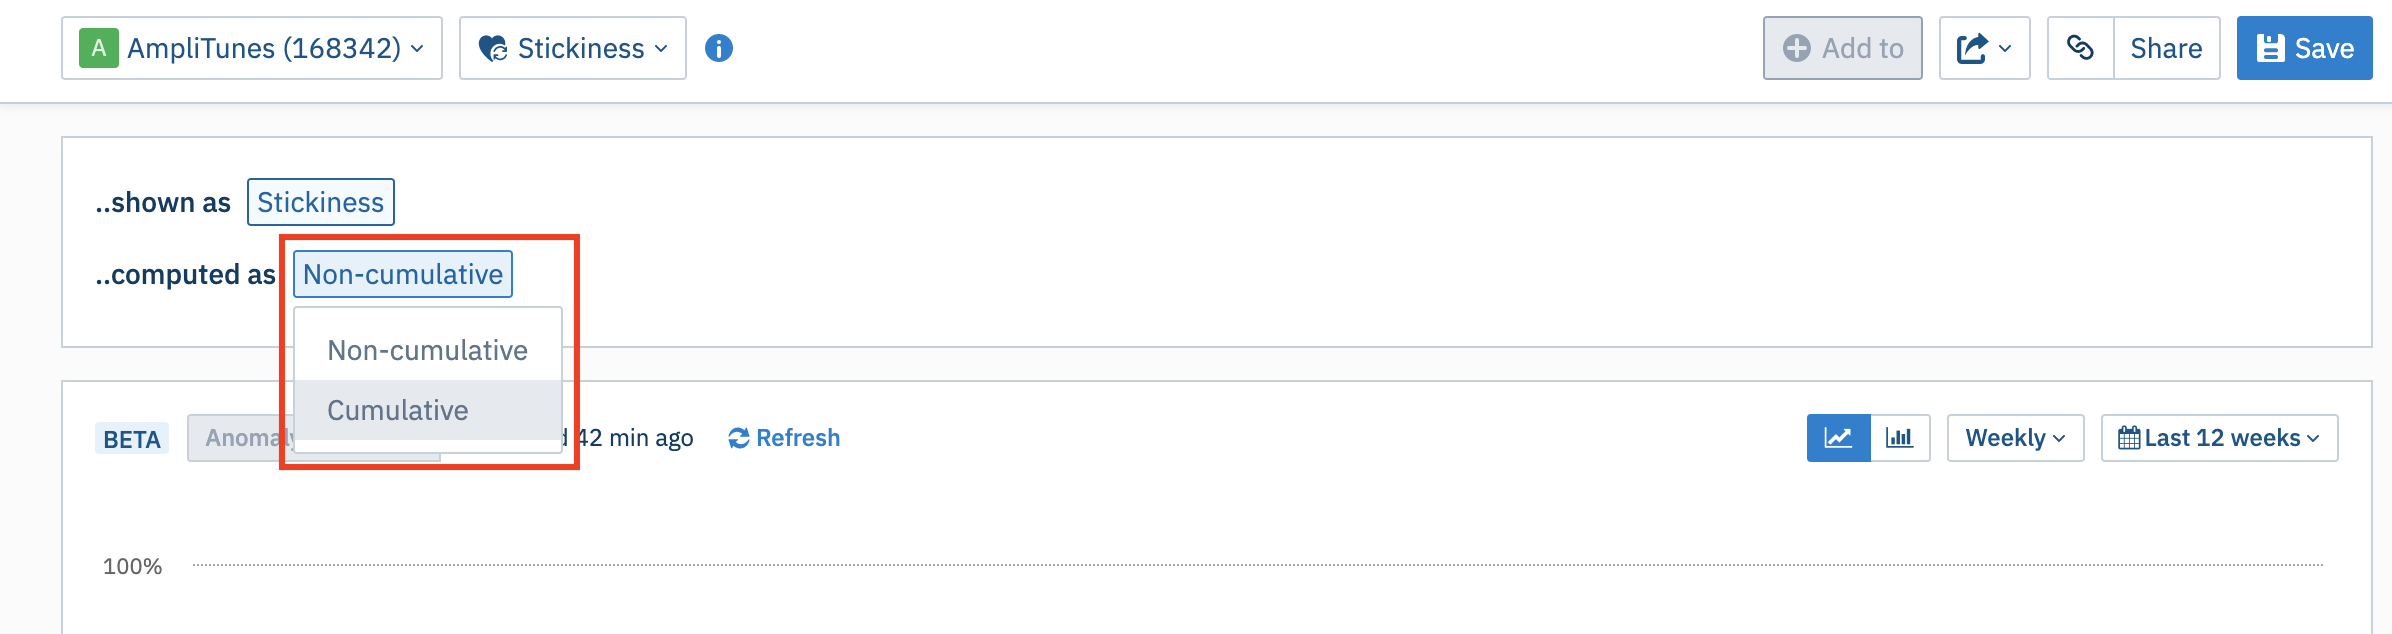 A AmpliTunes (168342) Stickiness i Add to Share Save
..shown as Stickiness
..computed as Non-cumulative
Non-cumulative
Cumulative
BETA 42 min ago Refresh Weekly Last 12 weeks
100%